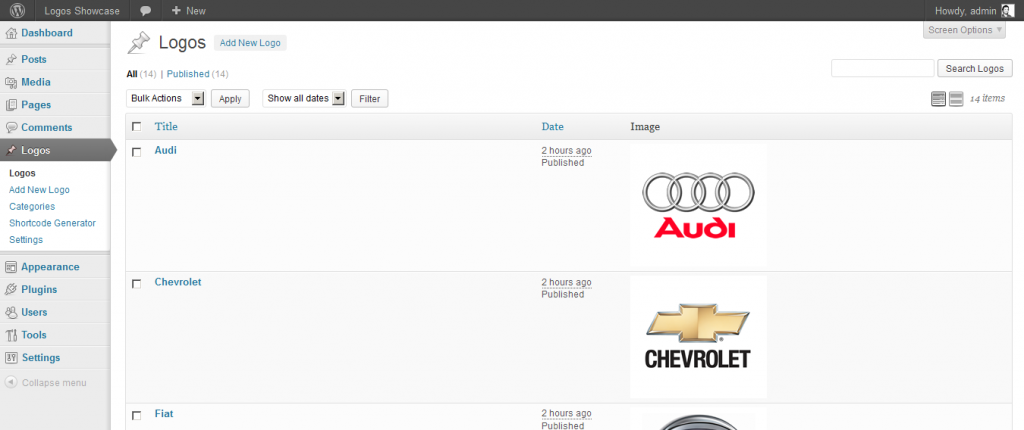 Logos Showcase + New Howdy, admin
Screen Options
Dashboard
Posts
Media
Pages
Comments
Logos
Logos
Add New Logo
Categories
Shortcode Generator
Settings
Appearance
Plugins
Users
Tools
Settings
Collapse menu
Logos Add New Logo
All (14) | Published (14)
Search Logos
Bulk Actions Apply Show all dates Filter 14 items
Title Date Image
Audi 2 hours ago
Published
Audi
Chevrolet 2 hours ago
Published
CHEVROLET
Fiat 2 hours ago
Published